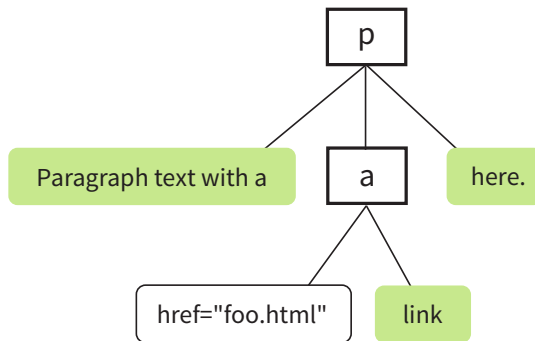 p
Paragraph text with a
a
here.
href="foo.html"
link